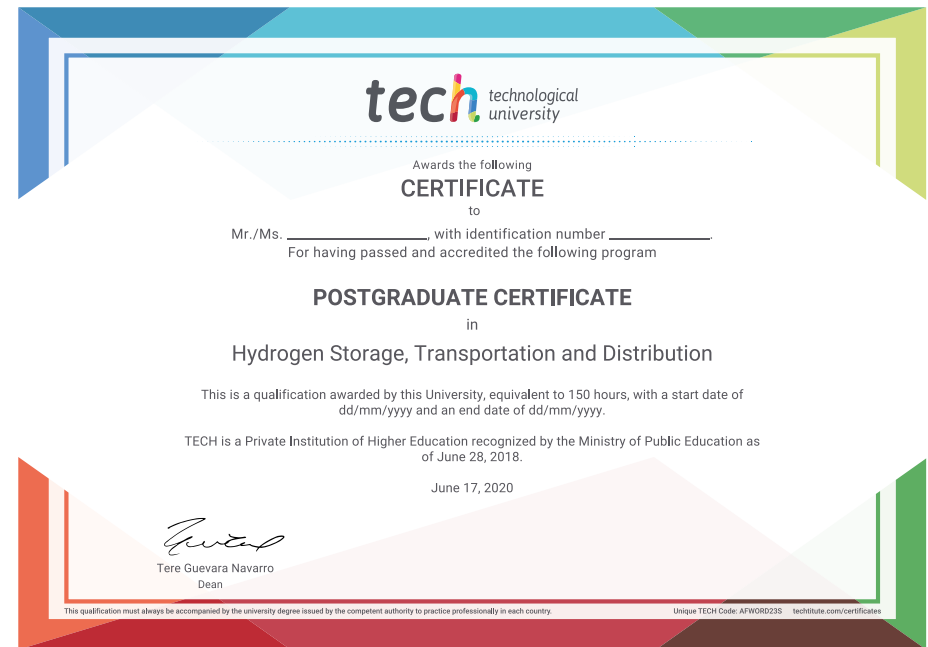 tech technological
university
Awards the following
CERTIFICATE
to
Mr./Ms. ____________________, with identification number ______________.
For having passed and accredited the following program
POSTGRADUATE CERTIFICATE
in
Hydrogen Storage, Transportation and Distribution
This is a qualification awarded by this University, equivalent to 150 hours, with a start date of
dd/mm/yyyy and an end date of dd/mm/yyyy.
TECH is a Private Institution of Higher Education recognized by the Ministry of Public Education as
of June 28, 2018.
June 17, 2020
Tere Guevara Navarro
Dean
This qualification must always be accompanied by the university degree issued by the competent authority to practice professionally in each country.
Unique TECH Code: AFWORD23S techtitute.com/certificates